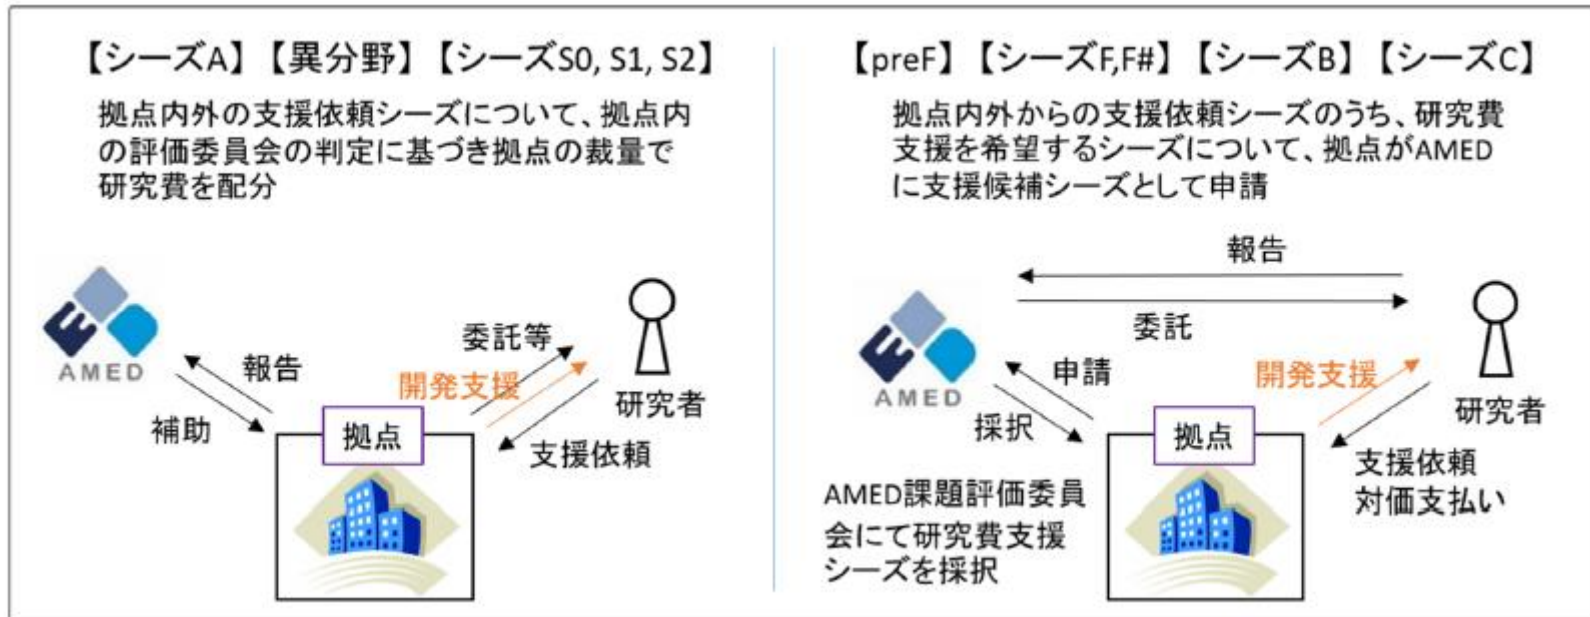 【シーズA】【異分野】【シーズS0, S1, S2】
拠点内外の支援依頼シーズについて、拠点内
の評価委員会の判定に基づき拠点の裁量で
研究費を配分
AMED
報告
補助
拠点
委託等
開発支援
支援依頼
研究者
【preF】【シーズF,F#】【シーズB】【シーズC】
拠点内外からの支援依頼シーズのうち、研究費
支援を希望するシーズについて、拠点がAMED
に支援候補シーズとして申請
報告
委託
AMED
申請
採択
拠点
開発支援
研究者
支援依頼
対価支払い
AMED課題評価委員
会にて研究費支援
シーズを採択